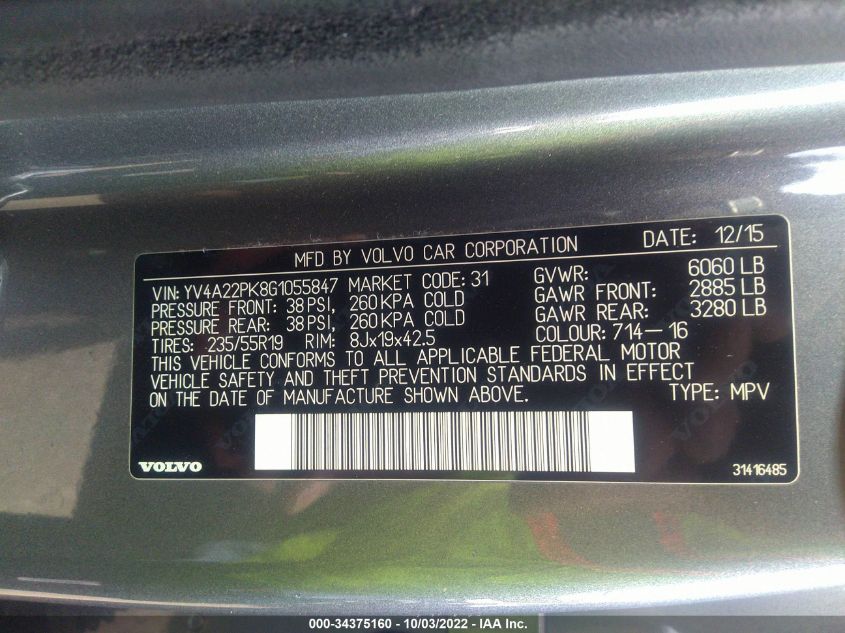 MFD BY VOLVO CAR CORPORATION DATE: 12/15
VIN: YV4A22PK8G1055847 MARKET CODE: 31 GVWR: 6060 LB
PRESSURE FRONT: 38 PSI, 260 KPA COLD GAWR FRONT: 2885 LB
PRESSURE REAR: 38 PSI, 260 KPA COLD GAWR REAR: 3280 LB
TIRES: 235/55R19 RIM: 8Jx19x42.5 COLOUR: 714-16
THIS VEHICLE CONFORMS TO ALL APPLICABLE FEDERAL MOTOR
VEHICLE SAFETY AND THEFT PREVENTION STANDARDS IN EFFECT
ON THE DATE OF MANUFACTURE SHOWN ABOVE. TYPE: MPV
VOLVO 31416485
000-34375160 - 10/03/2022 - IAA Inc.